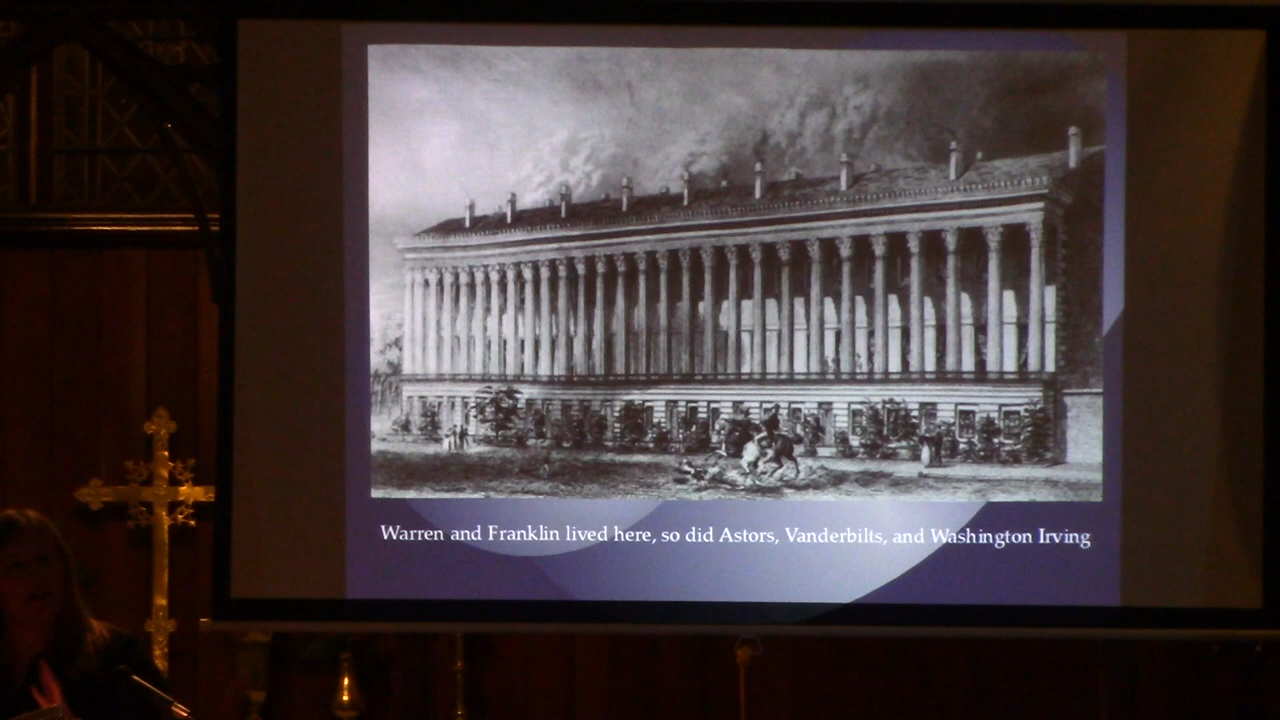 Warren and Franklin lived here, so did Astors, Vanderbilts, and Washington Irving